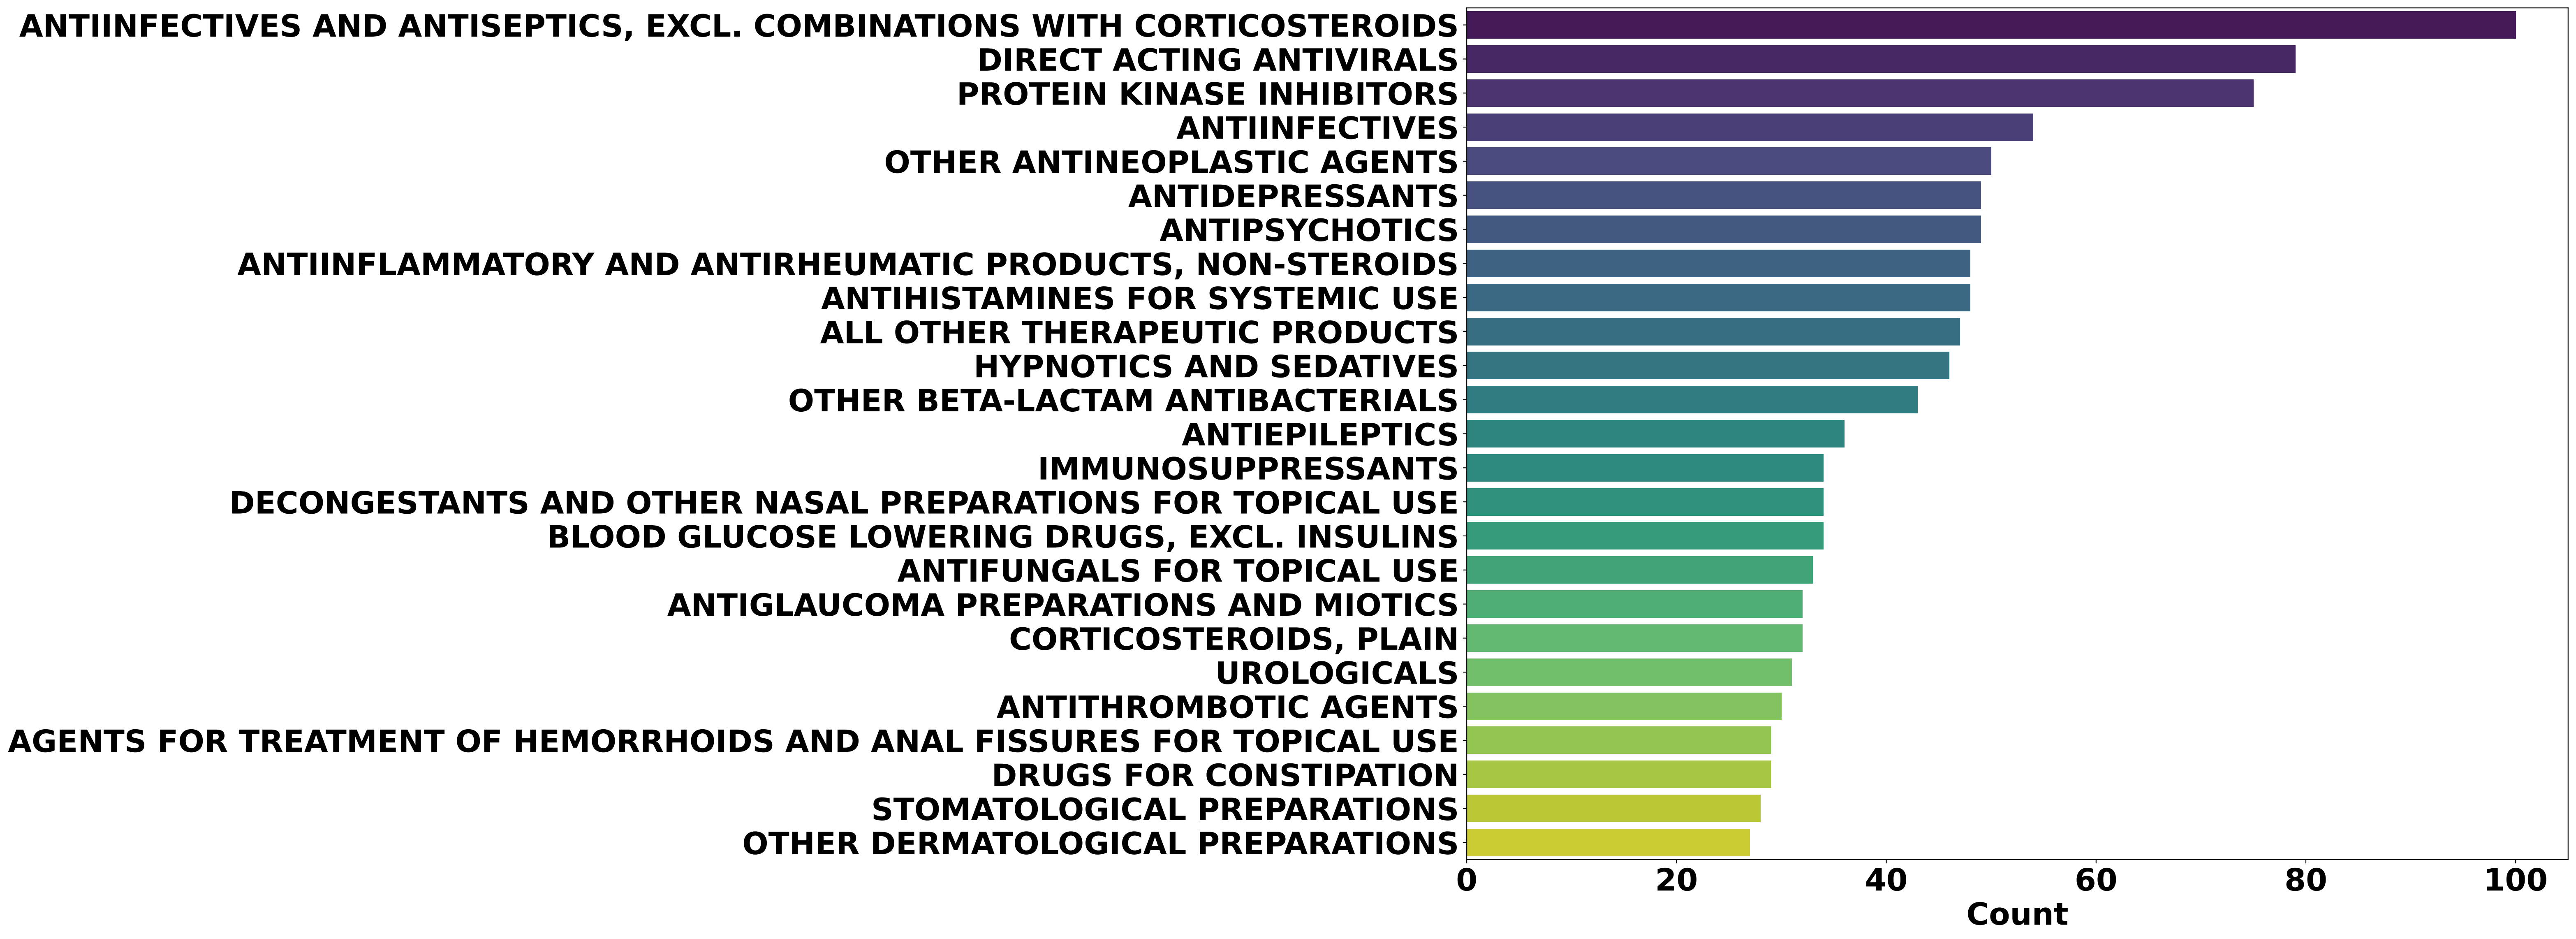 ANTIINFECTIVES AND ANTISEPTICS, EXCL. COMBINATIONS WITH CORTICOSTEROIDS
DIRECT ACTING ANTIVIRALS
PROTEIN KINASE INHIBITORS
ANTIINFECTIVES
OTHER ANTINEOPLASTIC AGENTS
ANTIDEPRESSANTS
ANTIPSYCHOTICS
ANTIINFLAMMATORY AND ANTIRHEUMATIC PRODUCTS, NON-STEROIDS
ANTIHISTAMINES FOR SYSTEMIC USE
ALL OTHER THERAPEUTIC PRODUCTS
HYPNOTICS AND SEDATIVES
OTHER BETA-LACTAM ANTIBACTERIALS
ANTIEPILEPTICS
IMMUNOSUPPRESSANTS
DECONGESTANTS AND OTHER NASAL PREPARATIONS FOR TOPICAL USE
BLOOD GLUCOSE LOWERING DRUGS, EXCL. INSULINS
ANTIFUNGALS FOR TOPICAL USE
ANTIGLAUCOMA PREPARATIONS AND MIOTICS
CORTICOSTEROIDS, PLAIN
UROLOGICALS
ANTITHROMBOTIC AGENTS
AGENTS FOR TREATMENT OF HEMORRHOIDS AND ANAL FISSURES FOR TOPICAL USE
DRUGS FOR CONSTIPATION
STOMATOLOGICAL PREPARATIONS
OTHER DERMATOLOGICAL PREPARATIONS
0 20 40 60 80 100
Count